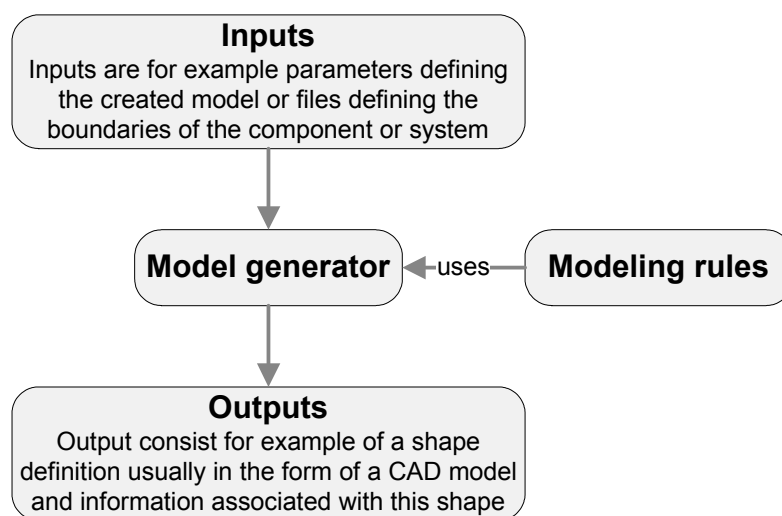 Inputs
Inputs are for example parameters defining
the created model or files defining the
boundaries of the component or system
Model generator
uses
Modeling rules
Outputs
Output consist for example of a shape
definition usually in the form of a CAD model
and information associated with this shape